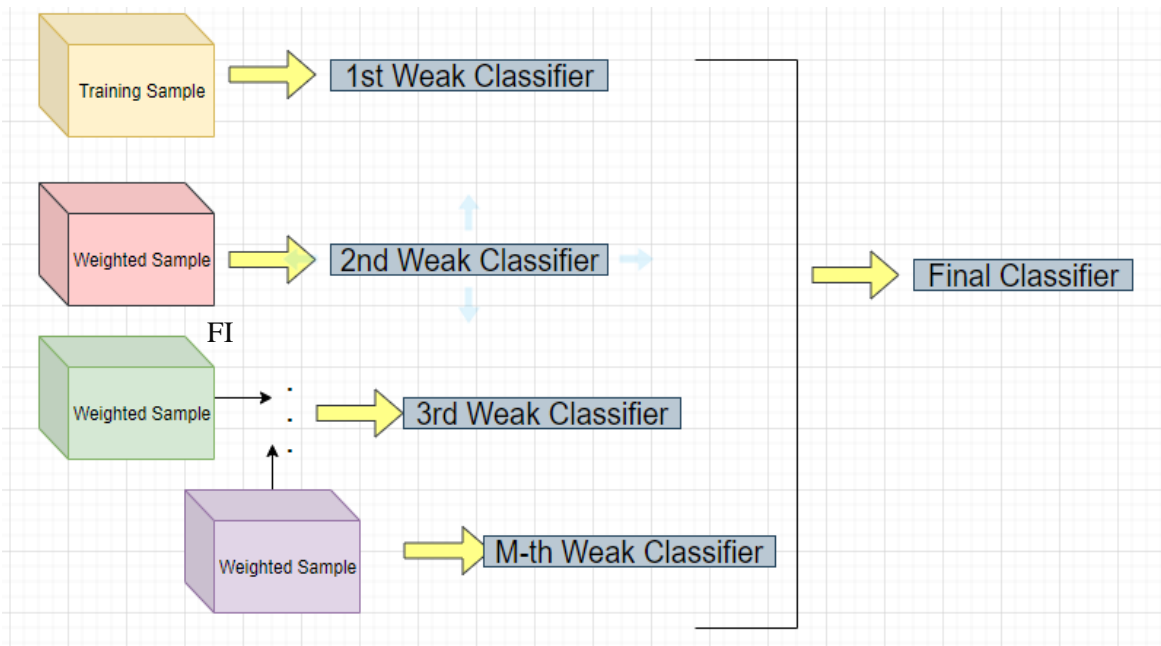 Training Sample
1st Weak Classifier
Weighted Sample
2nd Weak Classifier
Final Classifier
FI
Weighted Sample
3rd Weak Classifier
Weighted Sample
M-th Weak Classifier